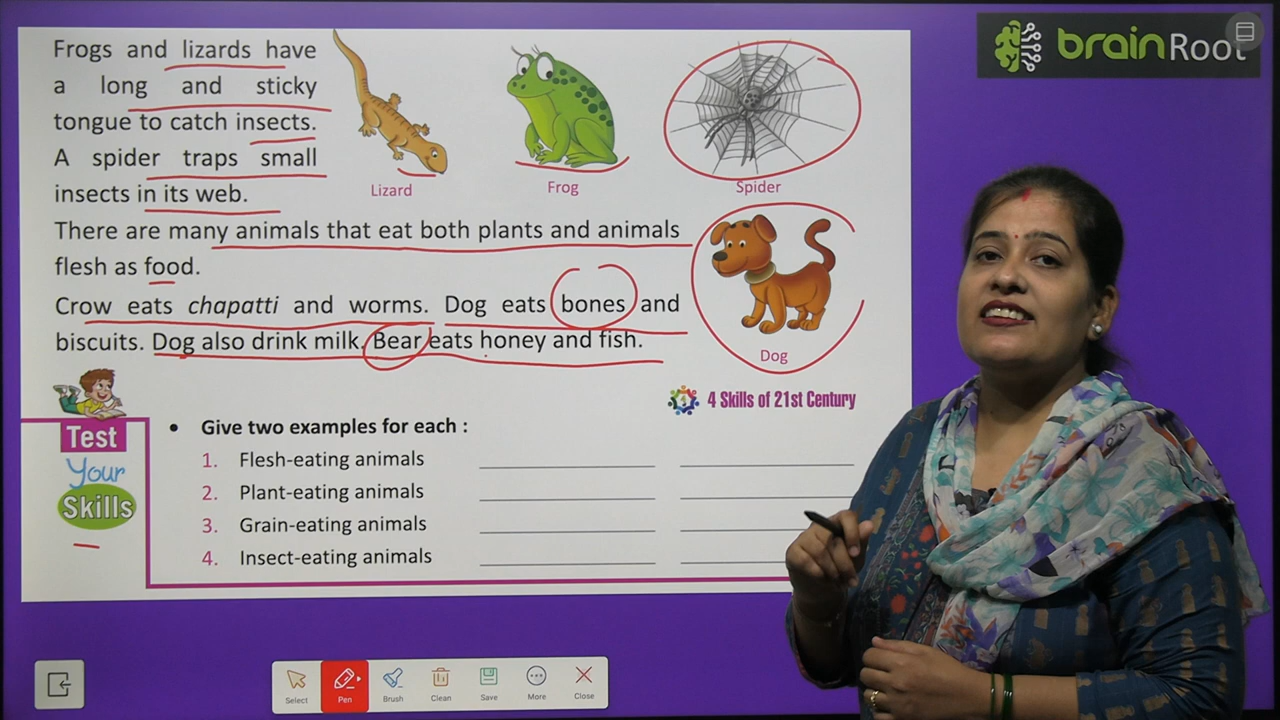 brainRoot
Frogs and lizards have
a long and sticky
tongue to catch insects.
A spider traps small
insects in its web.
Lizard
Frog
Spider
There are many animals that eat both plants and animals
flesh as food.
Crow eats chapatti and worms. Dog eats bones and
biscuits. Dog also drink milk. Bear eats honey and fish.
Dog
4 Skills of 21st Century
Test
Your
Skills
• Give two examples for each :
1. Flesh-eating animals
2. Plant-eating animals
3. Grain-eating animals
4. Insect-eating animals
Select
Pen
Brush
Clean
Save
More
Close